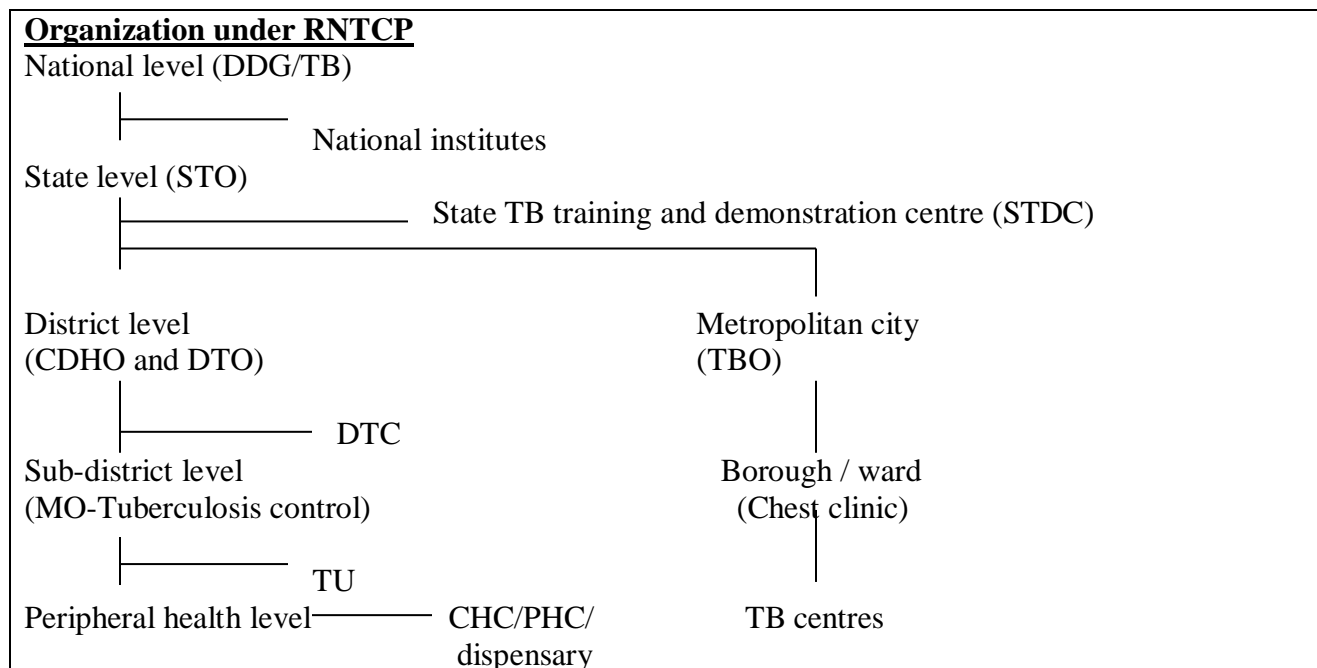 Organization under RNTCP
National level (DDG/TB)
National institutes
State level (STO)
State TB training and demonstration centre (STDC)
District level
(CDHO and DTO)
Metropolitan city
(TBO)
DTC
Sub-district level
(MO-Tuberculosis control)
Borough / ward
(Chest clinic)
TU
Peripheral health level
CHC/PHC/
dispensary
TB centres